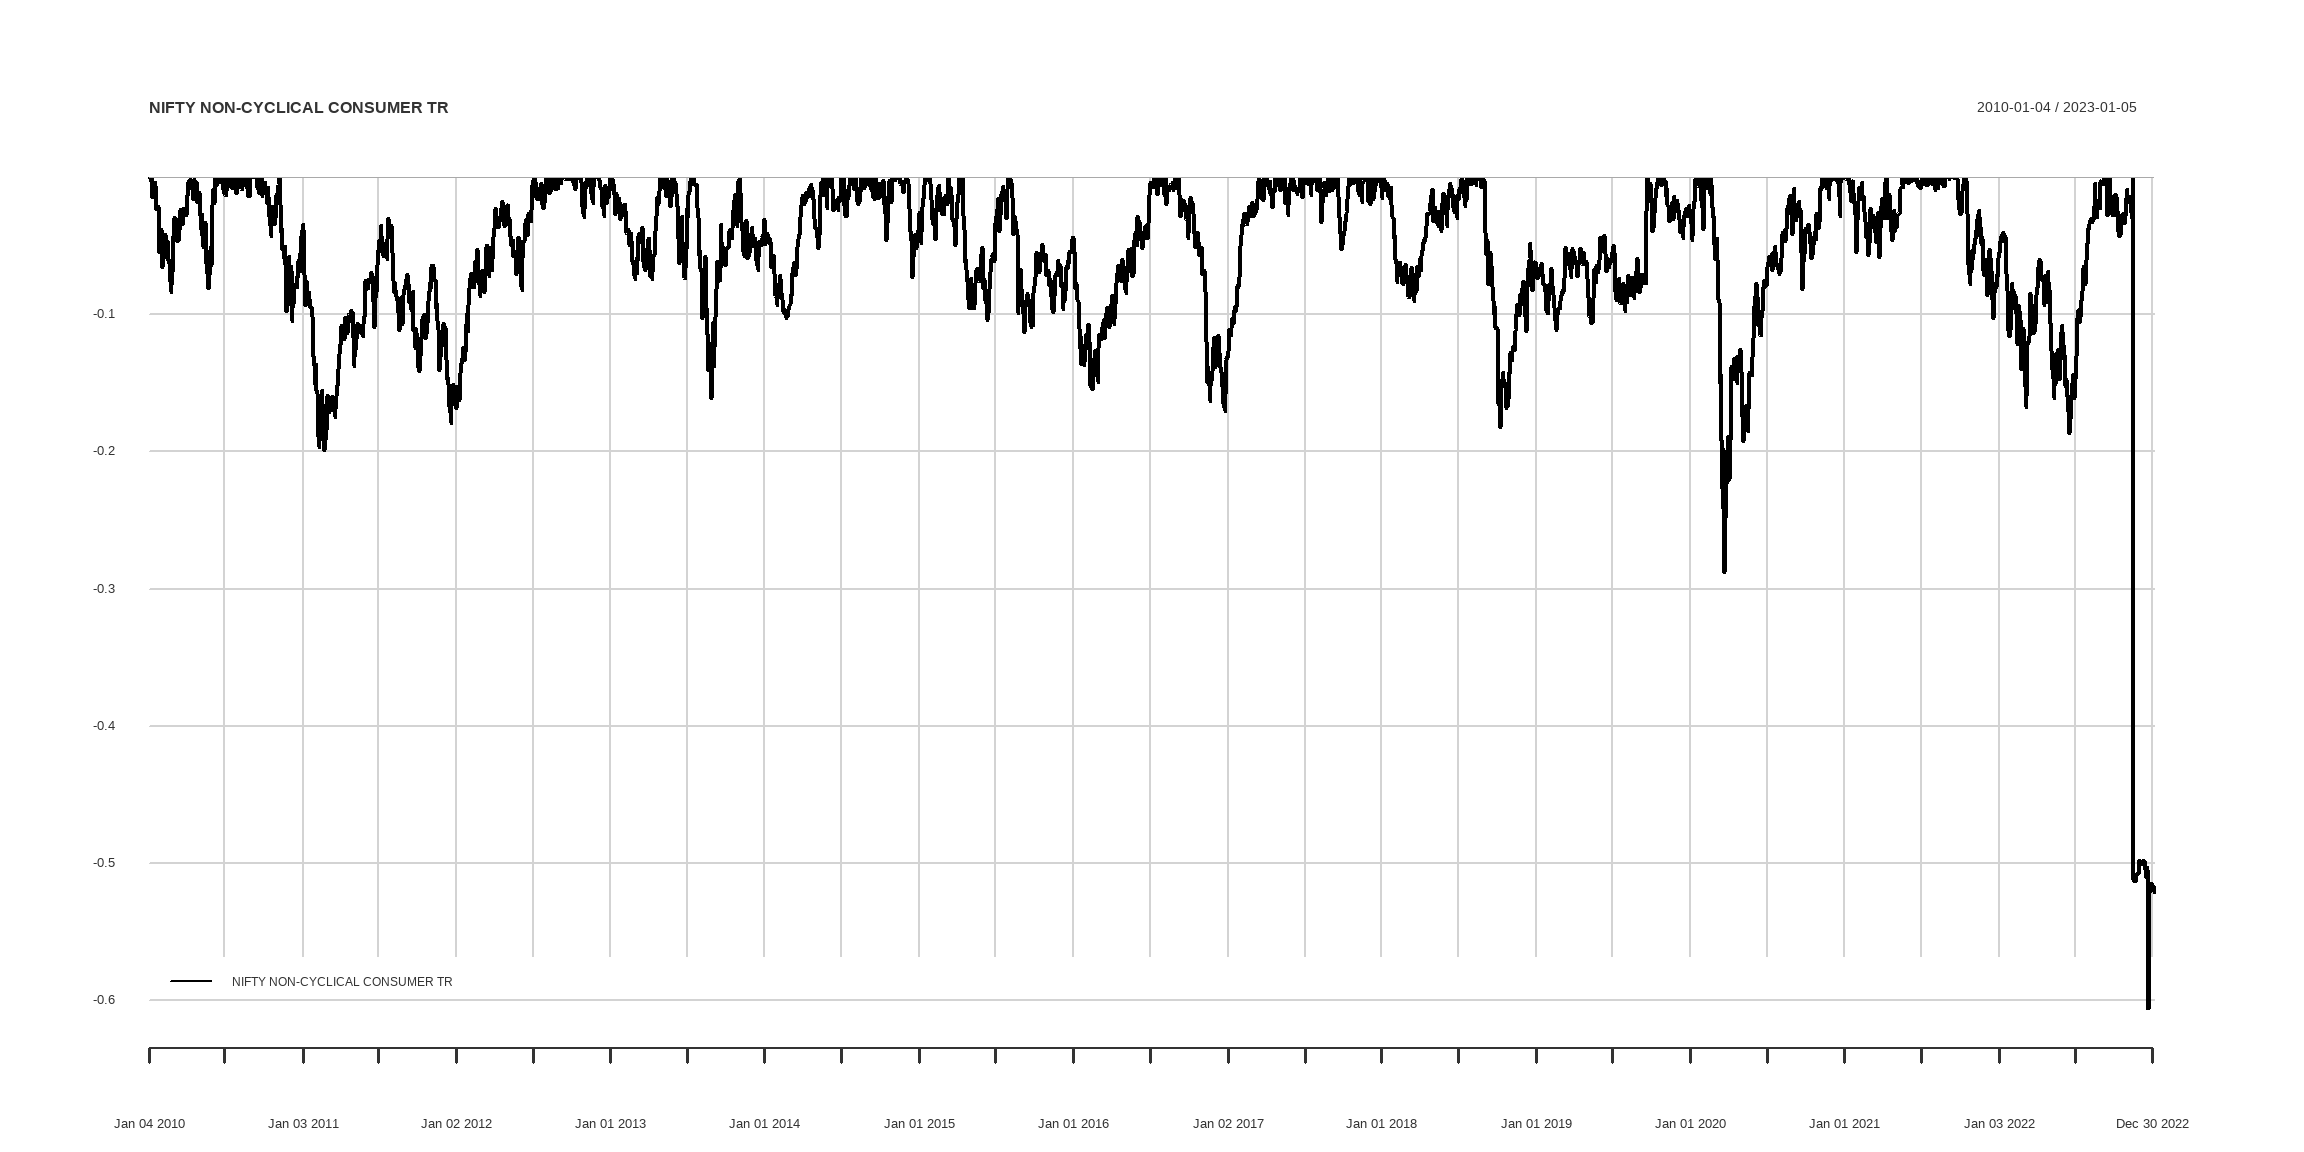 NIFTY NON-CYCLICAL CONSUMER TR
2010-01-04 / 2023-01-05
-0.1
-0.2
-0.3
-0.4
-0.5
NIFTY NON-CYCLICAL CONSUMER TR
-0.6
Jan 04 2010 Jan 03 2011 Jan 02 2012 Jan 01 2013 Jan 01 2014 Jan 01 2015 Jan 01 2016 Jan 02 2017 Jan 01 2018 Jan 01 2019 Jan 01 2020 Jan 01 2021 Jan 03 2022 Dec 30 2022